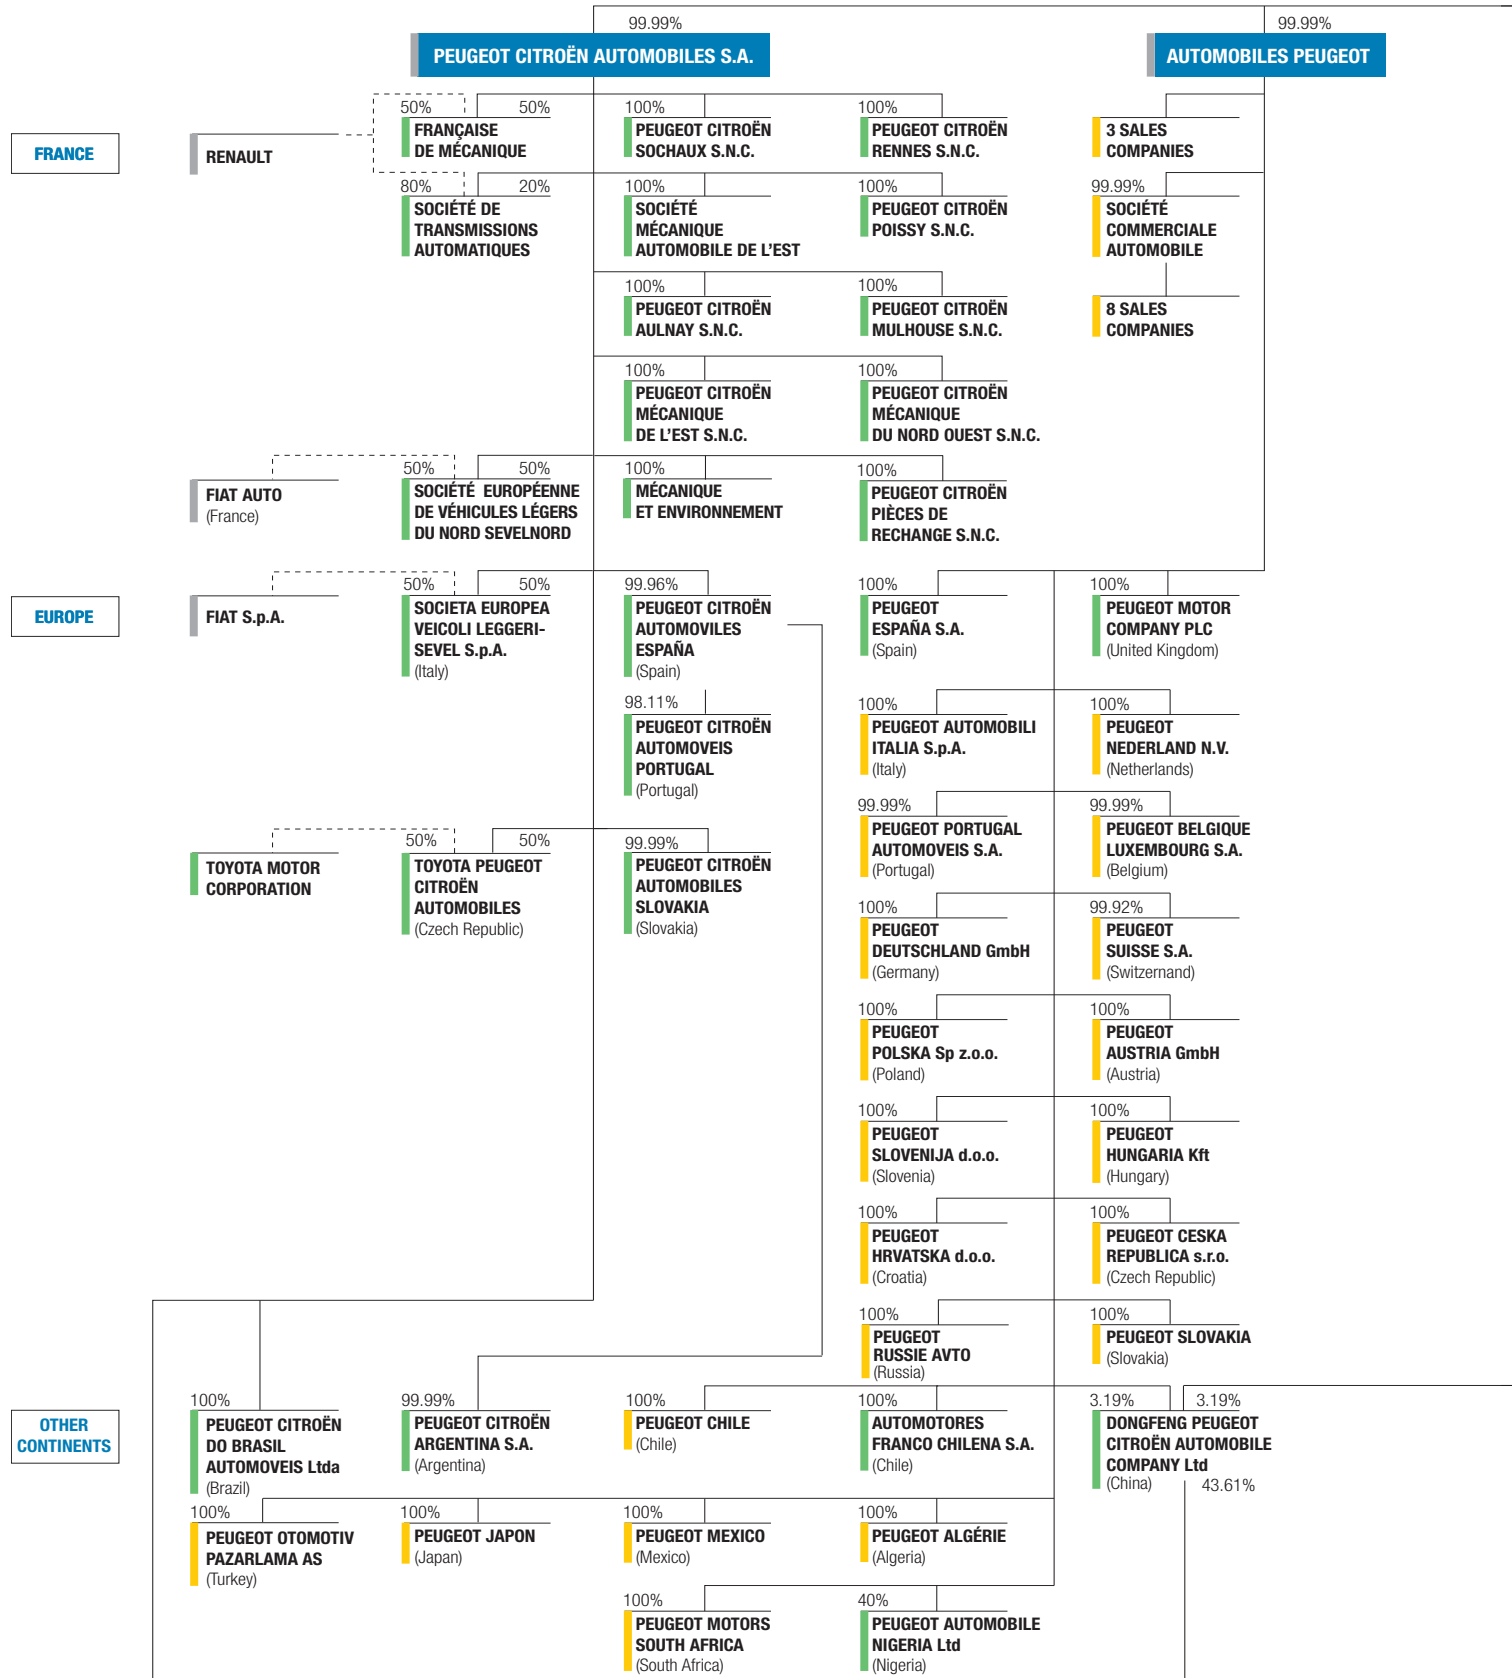 99.99%
99.99%
PEUGEOT CITROËN AUTOMOBILES S.A.
AUTOMOBILES PEUGEOT
FRANCE
RENAULT
50%
50%
FRANÇAISE
DE MÉCANIQUE
100%
PEUGEOT CITROËN
SOCHAUX S.N.C.
100%
PEUGEOT CITROËN
RENNES S.N.C.
3 SALES
COMPANIES
80%
20%
SOCIÉTÉ DE
TRANSMISSIONS
AUTOMATIQUES
100%
SOCIÉTÉ
MÉCANIQUE
AUTOMOBILE DE L'EST
100%
PEUGEOT CITROËN
POISSY S.N.C.
99.99%
SOCIÉTÉ
COMMERCIALE
AUTOMOBILE
100%
PEUGEOT CITROËN
AULNAY S.N.C.
100%
PEUGEOT CITROËN
MULHOUSE S.N.C.
8 SALES
COMPANIES
100%
PEUGEOT CITROËN
MÉCANIQUE
DE L'EST S.N.C.
100%
PEUGEOT CITROËN
MÉCANIQUE
DU NORD OUEST S.N.C.
FIAT AUTO
(France)
50%
50%
SOCIÉTÉ EUROPÉENNE
DE VÉHICULES LÉGERS
DU NORD SEVELNORD
100%
MÉCANIQUE
ET ENVIRONNEMENT
100%
PEUGEOT CITROËN
PIÈCES DE
RECHANGE S.N.C.
EUROPE
FIAT S.p.A.
50%
50%
SOCIETA EUROPEA
VEICOLI LEGGERI-
SEVEL S.p.A.
(Italy)
99.96%
PEUGEOT CITROËN
AUTOMOVILES
ESPAÑA
(Spain)
100%
PEUGEOT
ESPAÑA S.A.
(Spain)
100%
PEUGEOT MOTOR
COMPANY PLC
(United Kingdom)
98.11%
PEUGEOT CITROËN
AUTOMOVEIS
PORTUGAL
(Portugal)
100%
PEUGEOT AUTOMOBILI
ITALIA S.p.A.
(Italy)
100%
PEUGEOT
NEDERLAND N.V.
(Netherlands)
99.99%
PEUGEOT PORTUGAL
AUTOMOVEIS S.A.
(Portugal)
99.99%
PEUGEOT BELGIQUE
LUXEMBOURG S.A.
(Belgium)
TOYOTA MOTOR
CORPORATION
50%
50%
TOYOTA PEUGEOT
CITROËN
AUTOMOBILES
(Czech Republic)
99.99%
PEUGEOT CITROËN
AUTOMOBILES
SLOVAKIA
(Slovakia)
100%
PEUGEOT
DEUTSCHLAND GmbH
(Germany)
99.92%
PEUGEOT
SUISSE S.A.
(Switzernand)
100%
PEUGEOT
POLSKA Sp z.o.o.
(Poland)
100%
PEUGEOT
AUSTRIA GmbH
(Austria)
100%
PEUGEOT
SLOVENIJA d.o.o.
(Slovenia)
100%
PEUGEOT
HUNGARIA Kft
(Hungary)
100%
PEUGEOT
HRVATSKA d.o.o.
(Croatia)
100%
PEUGEOT CESKA
REPUBLICA s.r.o.
(Czech Republic)
100%
PEUGEOT
RUSSIE AVTO
(Russia)
100%
PEUGEOT SLOVAKIA
(Slovakia)
OTHER
CONTINENTS
100%
PEUGEOT CITROËN
DO BRASIL
AUTOMOVEIS Ltda
(Brazil)
99.99%
PEUGEOT CITROËN
ARGENTINA S.A.
(Argentina)
100%
PEUGEOT CHILE
(Chile)
100%
AUTOMOTORES
FRANCO CHILENA S.A.
(Chile)
3.19%
3.19%
DONGFENG PEUGEOT
CITROËN AUTOMOBILE
COMPANY Ltd
(China)
43.61%
100%
PEUGEOT OTOMOTIV
PAZARLAMA AS
(Turkey)
100%
PEUGEOT JAPON
(Japan)
100%
PEUGEOT MEXICO
(Mexico)
100%
PEUGEOT ALGÉRIE
(Algeria)
100%
PEUGEOT MOTORS
SOUTH AFRICA
(South Africa)
40%
PEUGEOT AUTOMOBILE
NIGERIA Ltd
(Nigeria)